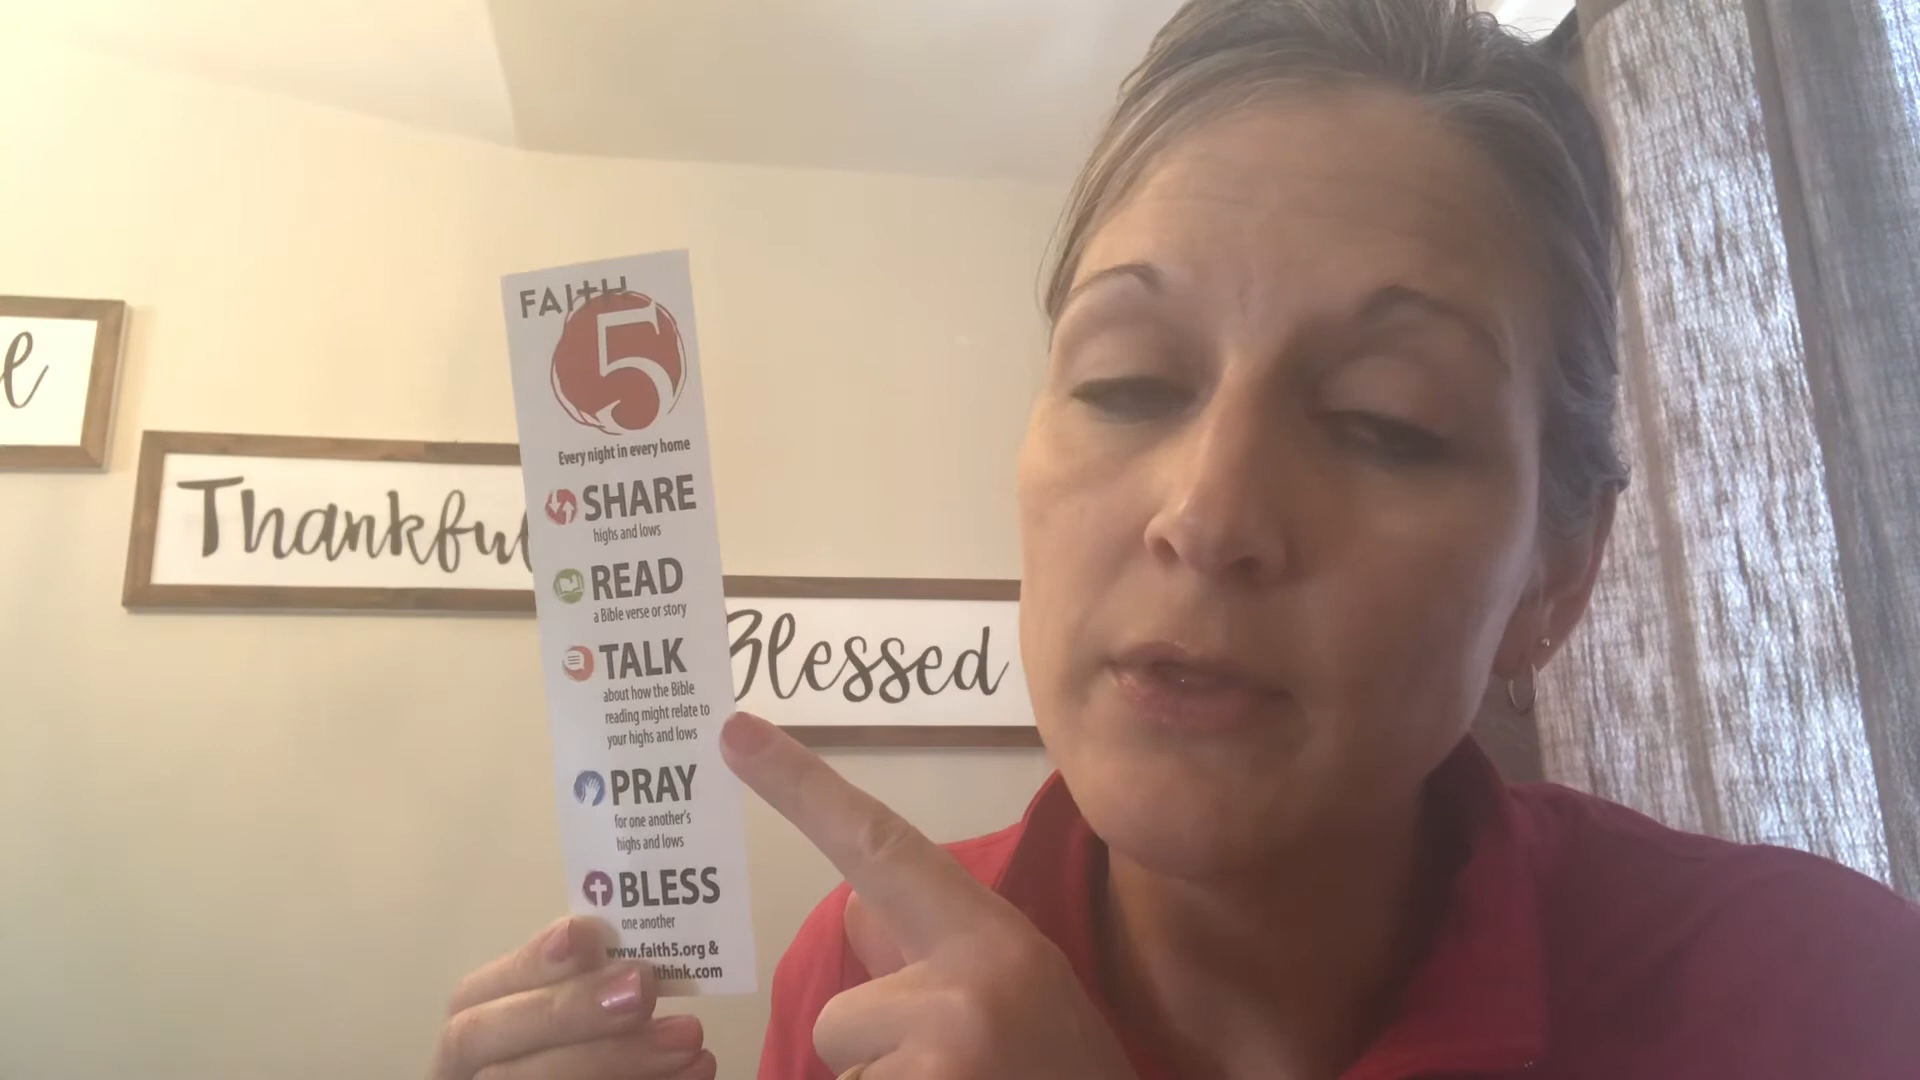 Thankful
Blessed
FAITH
5
Every night in every home
SHARE
highs and lows
READ
a Bible verse or story
TALK
about how the Bible
reading might relate to
your highs and lows
PRAY
for one another's
highs and lows
BLESS
one another
www.faith5.org &